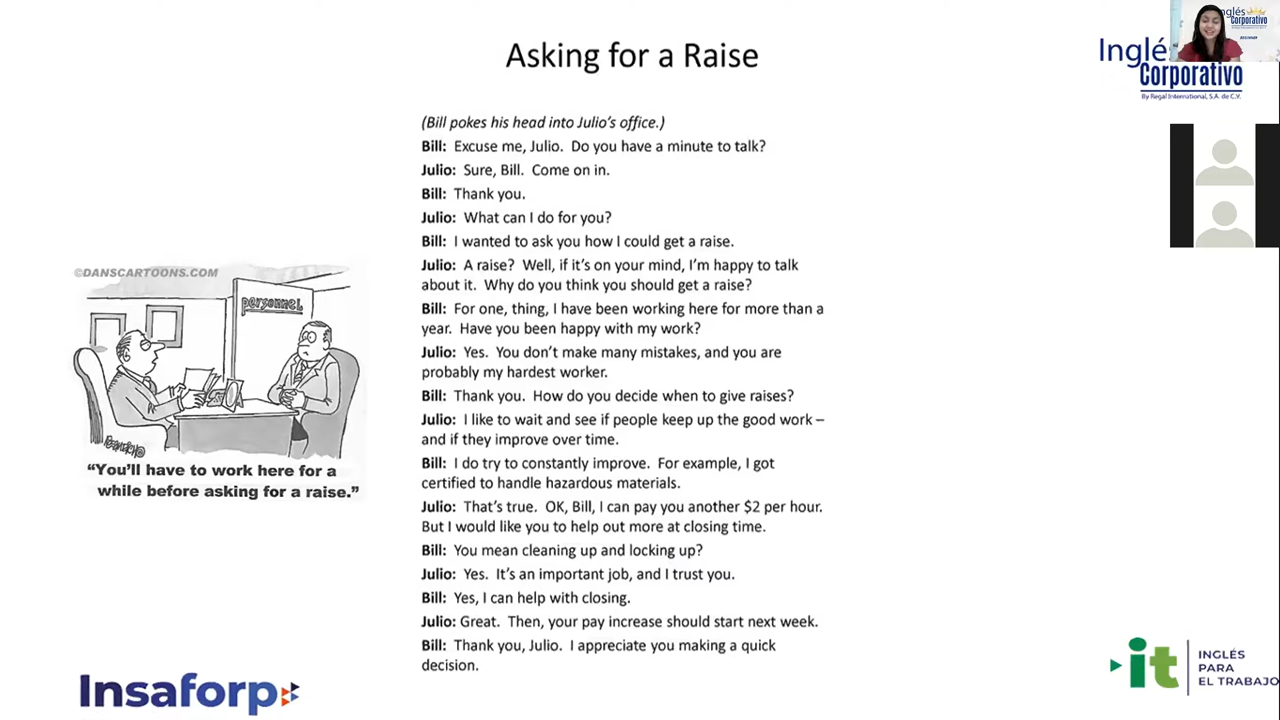 Asking for a Raise
Inglés
Corporativo
By Regal International, S.A. de C.V.
(Bill pokes his head into Julio's office.)
Bill: Excuse me, Julio. Do you have a minute to talk?
Julio: Sure, Bill. Come on in.
Bill: Thank you.
Julio: What can I do for you?
Bill: I wanted to ask you how I could get a raise.
Julio: A raise? Well, if it's on your mind, I'm happy to talk
about it. Why do you think you should get a raise?
Bill: For one, thing, I have been working here for more than a
year. Have you been happy with my work?
Julio: Yes. You don't make many mistakes, and you are
probably my hardest worker.
Bill: Thank you. How do you decide when to give raises?
Julio: I like to wait and see if people keep up the good work –
and if they improve over time.
Bill: I do try to constantly improve. For example, I got
certified to handle hazardous materials.
Julio: That's true. OK, Bill, I can pay you another $2 per hour.
But I would like you to help out more at closing time.
Bill: You mean cleaning up and locking up?
Julio: Yes. It's an important job, and I trust you.
Bill: Yes, I can help with closing.
Julio: Great. Then, your pay increase should start next week.
Bill: Thank you, Julio. I appreciate you making a quick
decision.
©DANSCARTOONS.COM
personnel
"You'll have to work here for a
while before asking for a raise."
Insaforp
it
INGLÉS
PARA
EL TRABAJO